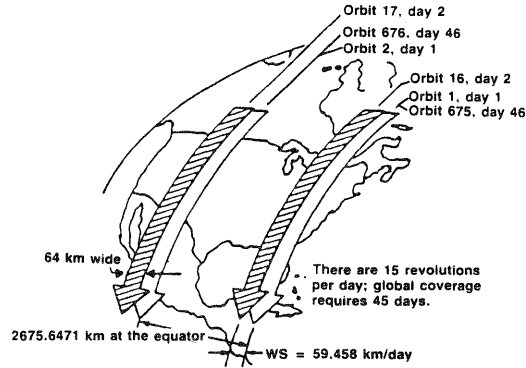 Orbit 17, day 2
Orbit 676. day 46
Orbit 2, day 1
Orbit 16, day 2
Orbit 1, day 1
Orbit 675, day 46
64 km wide
There are 15 revolutions
per day; global coverage
requires 45 days.
2675.6471 km at the equator
WS = 59.458 km/day